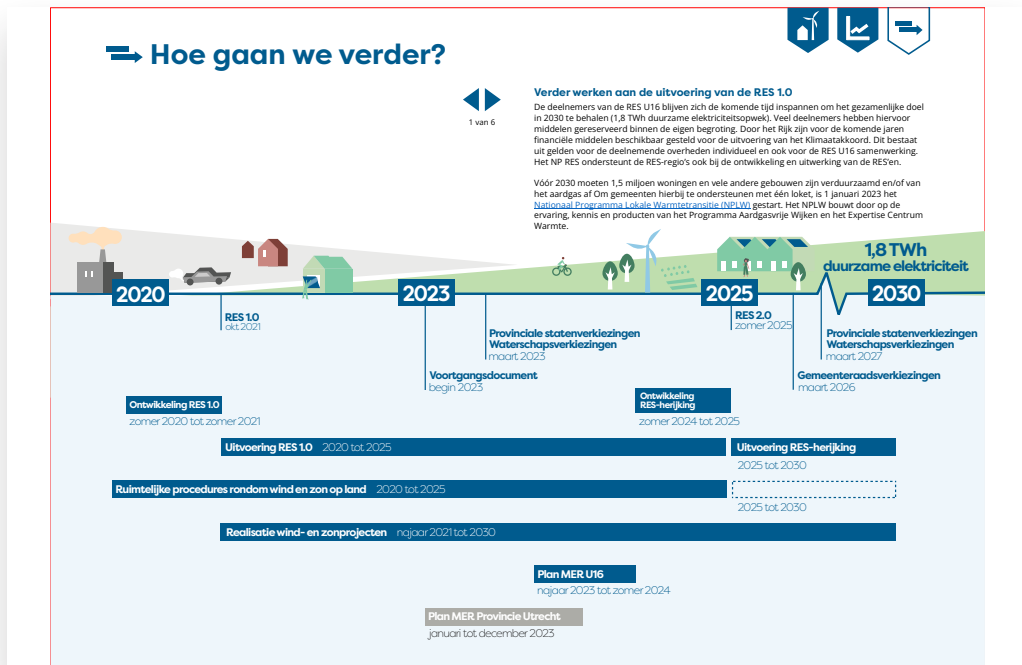 Hoe gaan we verder?
1 van 6
Verder werken aan de uitvoering van de RES 1.0
De deelnemers van de RES U16 blijven zich de komende tijd inspannen om het gezamenlijke doel
in 2030 te behalen (1,8 TWh duurzame elektriciteitsopwek). Veel deelnemers hebben hiervoor
middelen gereserveerd binnen de eigen begroting. Door het Rijk zijn voor de komende jaren
financiële middelen beschikbaar gesteld voor de uitvoering van het Klimaatakkoord. Dit bestaat
uit gelden voor de deelnemende overheden individueel en ook voor de RES U16 samenwerking.
Het NP RES ondersteunt de RES-regio's ook bij de ontwikkeling en uitwerking van de RES'en.
Vóór 2030 moeten 1,5 miljoen woningen en vele andere gebouwen zijn verduurzaamd en/of van
het aardgas af Om gemeenten hierbij te ondersteunen met één loket, is 1 januari 2023 het
Nationaal Programma Lokale Warmtetransitie (NPLW) gestart. Het NPLW bouwt door op de
ervaring, kennis en producten van het Programma Aardgasvrije Wijken en het Expertise Centrum
Warmte.
1,8 TWh
duurzame elektriciteit
2020
2023
2025
2030
RES 1.0
okt 2021
RES 2.0
zomer 2025
Provinciale statenverkiezingen
Waterschapsverkiezingen
maart 2023
Provinciale statenverkiezingen
Waterschapsverkiezingen
maart 2027
Voortgangsdocument
begin 2023
Gemeenteraadsverkiezingen
maart 2026
Ontwikkeling RES 1.0
zomer 2020 tot zomer 2021
Ontwikkeling
RES-herijking
zomer 2024 tot 2025
Uitvoering RES 1.0 2020 tot 2025
Uitvoering RES-herijking
2025 tot 2030
Ruimtelijke procedures rondom wind en zon op land 2020 tot 2025
2025 tot 2030
Realisatie wind- en zonprojecten najaar 2021 tot 2030
Plan MER U16
najaar 2023 tot zomer 2024
Plan MER Provincie Utrecht
januari tot december 2023